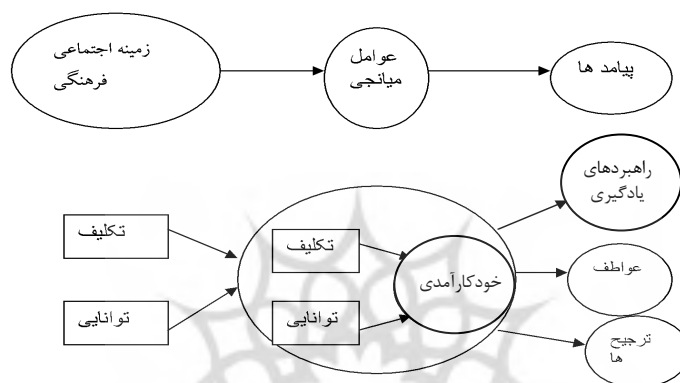 زمینه اجتماعی
فرهنگی
عوامل
میانجی
پیامد ها
راهبردهای
یادگیری
تکلیف
تکلیف
عواطف
خودکارآمدی
توانایی
توانایی
ترجیح
ها